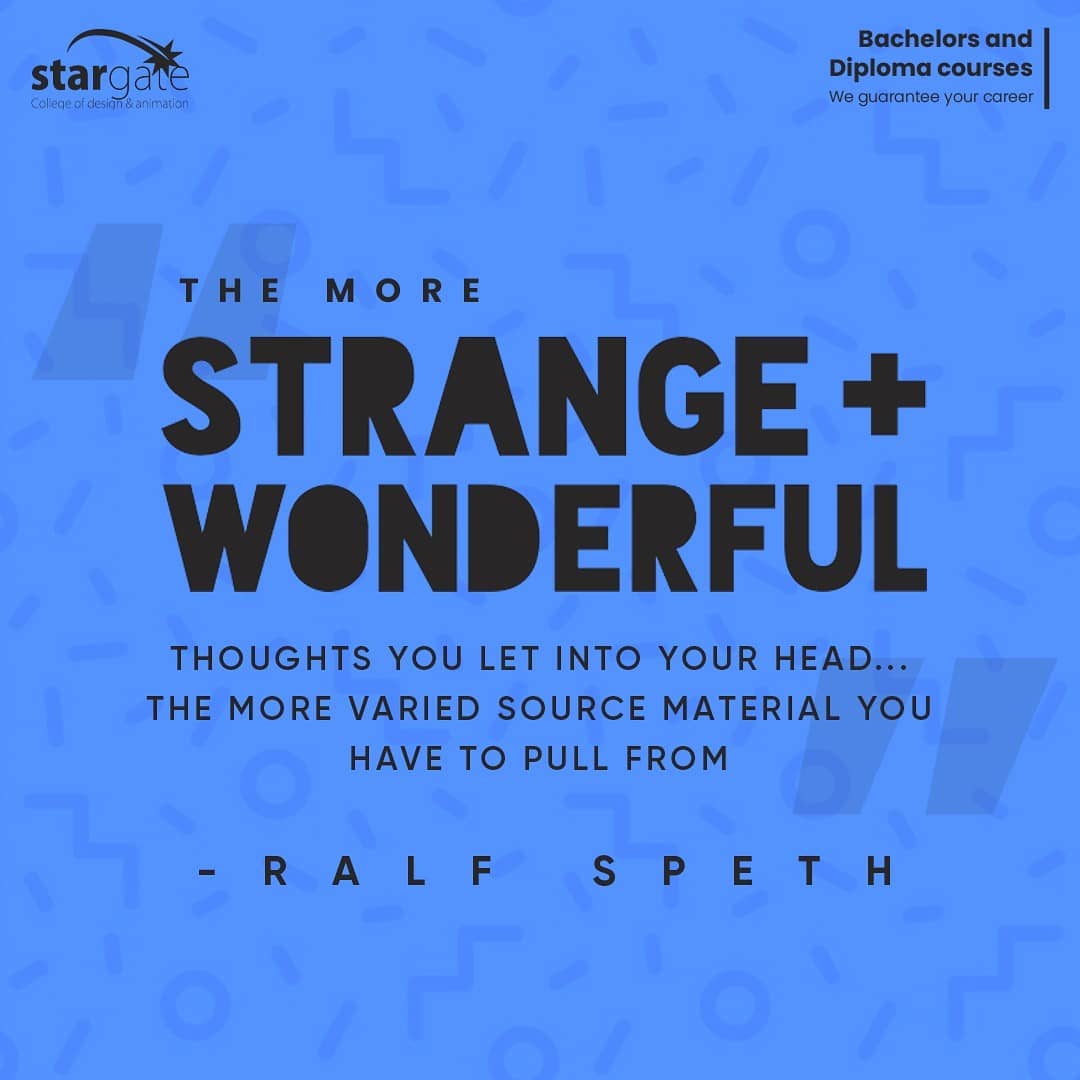 stargate
College of design & animation
Bachelors and
Diploma courses
We guarantee your career
"
THE MORE
STRANGE +
WONDERFUL
THOUGHTS YOU LET INTO YOUR HEAD...
THE MORE VARIED SOURCE MATERIAL YOU
HAVE TO PULL FROM
"
-RALF SPETH